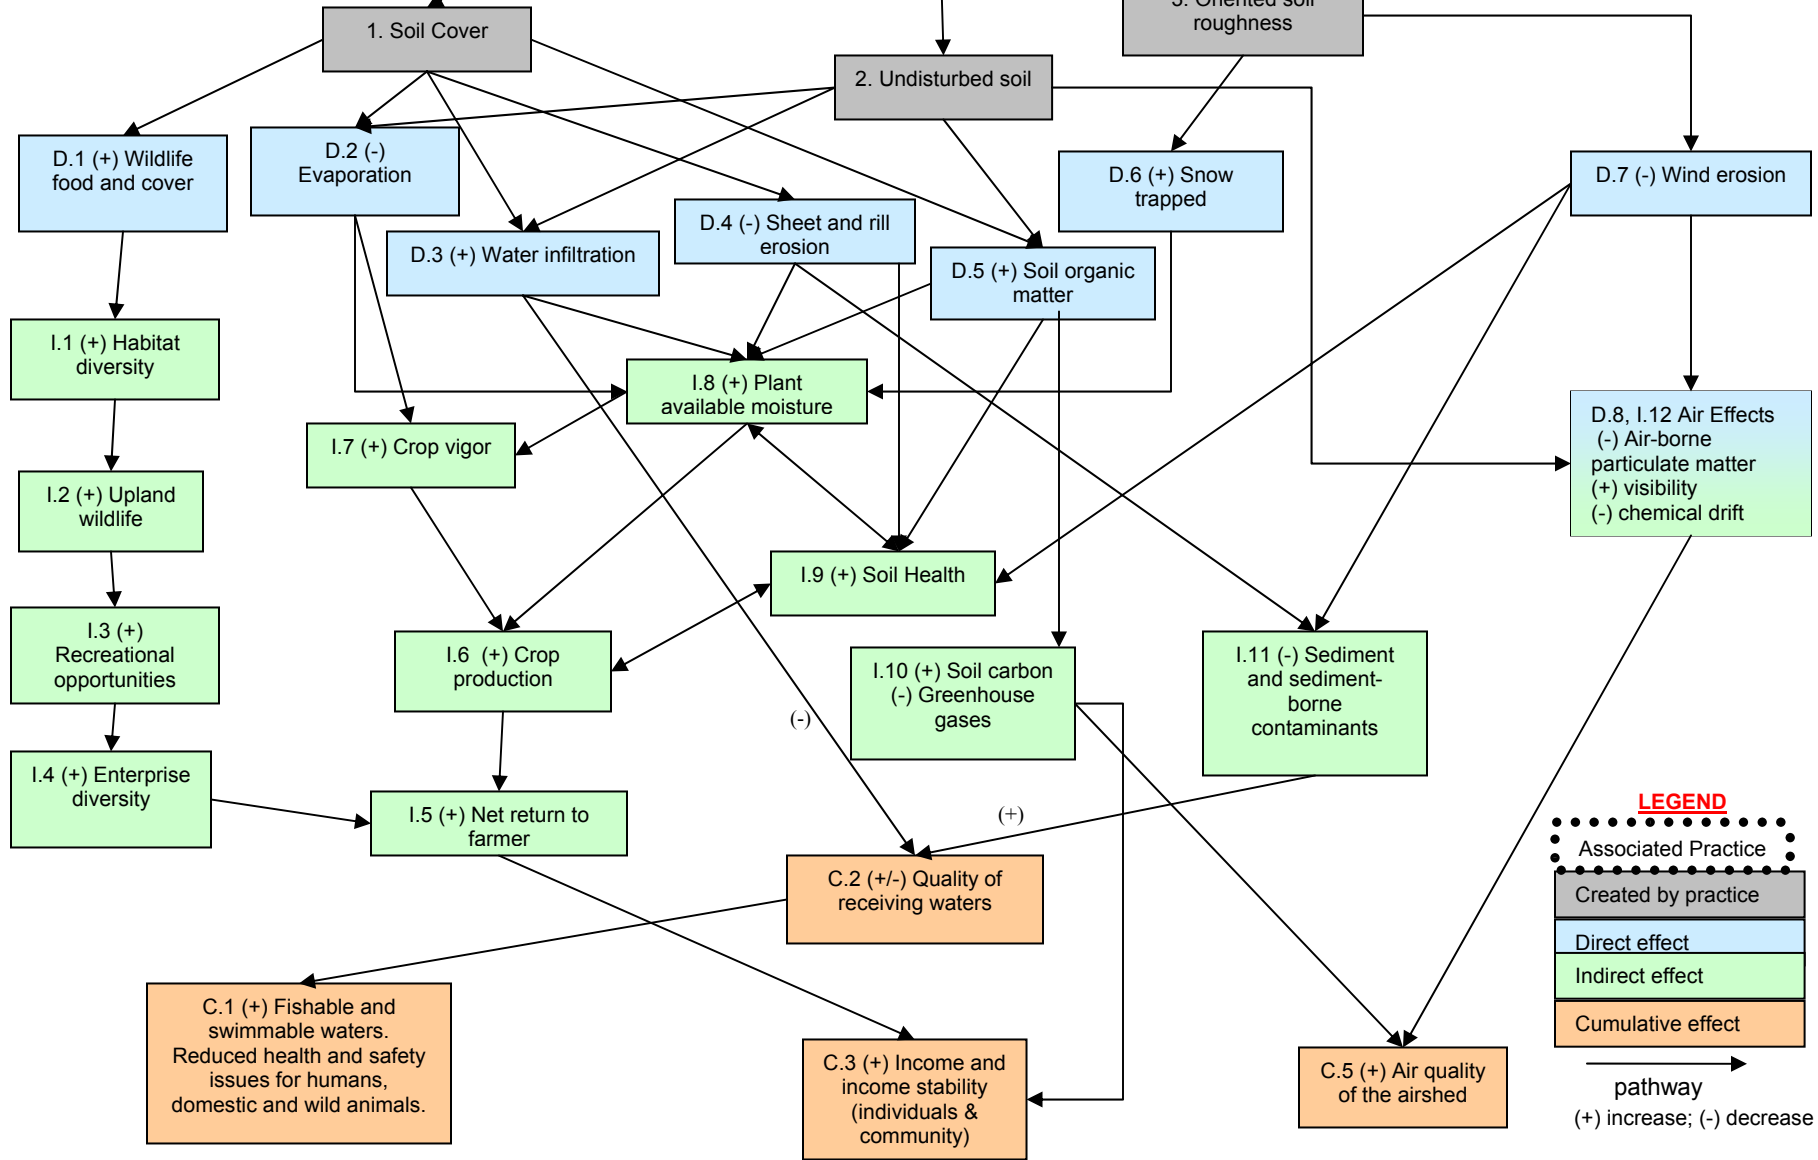 3. Oriented soil
roughness
1. Soil Cover
2. Undisturbed soil
D.1 (+) Wildlife
food and cover
D.2 (-)
Evaporation
D.3 (+) Water infiltration
D.4 (-) Sheet and rill
erosion
D.5 (+) Soil organic
matter
D.6 (+) Snow
trapped
D.7 (-) Wind erosion
I.1 (+) Habitat
diversity
I.8 (+) Plant
available moisture
D.8, I.12 Air Effects
(-) Air-borne
particulate matter
(+) visibility
(-) chemical drift
I.7 (+) Crop vigor
I.2 (+) Upland
wildlife
I.9 (+) Soil Health
I.3 (+)
Recreational
opportunities
I.6 (+) Crop
production
I.10 (+) Soil carbon
(-) Greenhouse
gases
I.11 (-) Sediment
and sediment-
borne
contaminants
(-)
I.4 (+) Enterprise
diversity
I.5 (+) Net return to
farmer
(+)
C.2 (+/-) Quality of
receiving waters
C.1 (+) Fishable and
swimmable waters.
Reduced health and safety
issues for humans,
domestic and wild animals.
C.3 (+) Income and
income stability
(individuals &
community)
C.5 (+) Air quality
of the airshed
LEGEND
Associated Practice
Created by practice
Direct effect
Indirect effect
Cumulative effect
pathway
(+) increase; (-) decrease